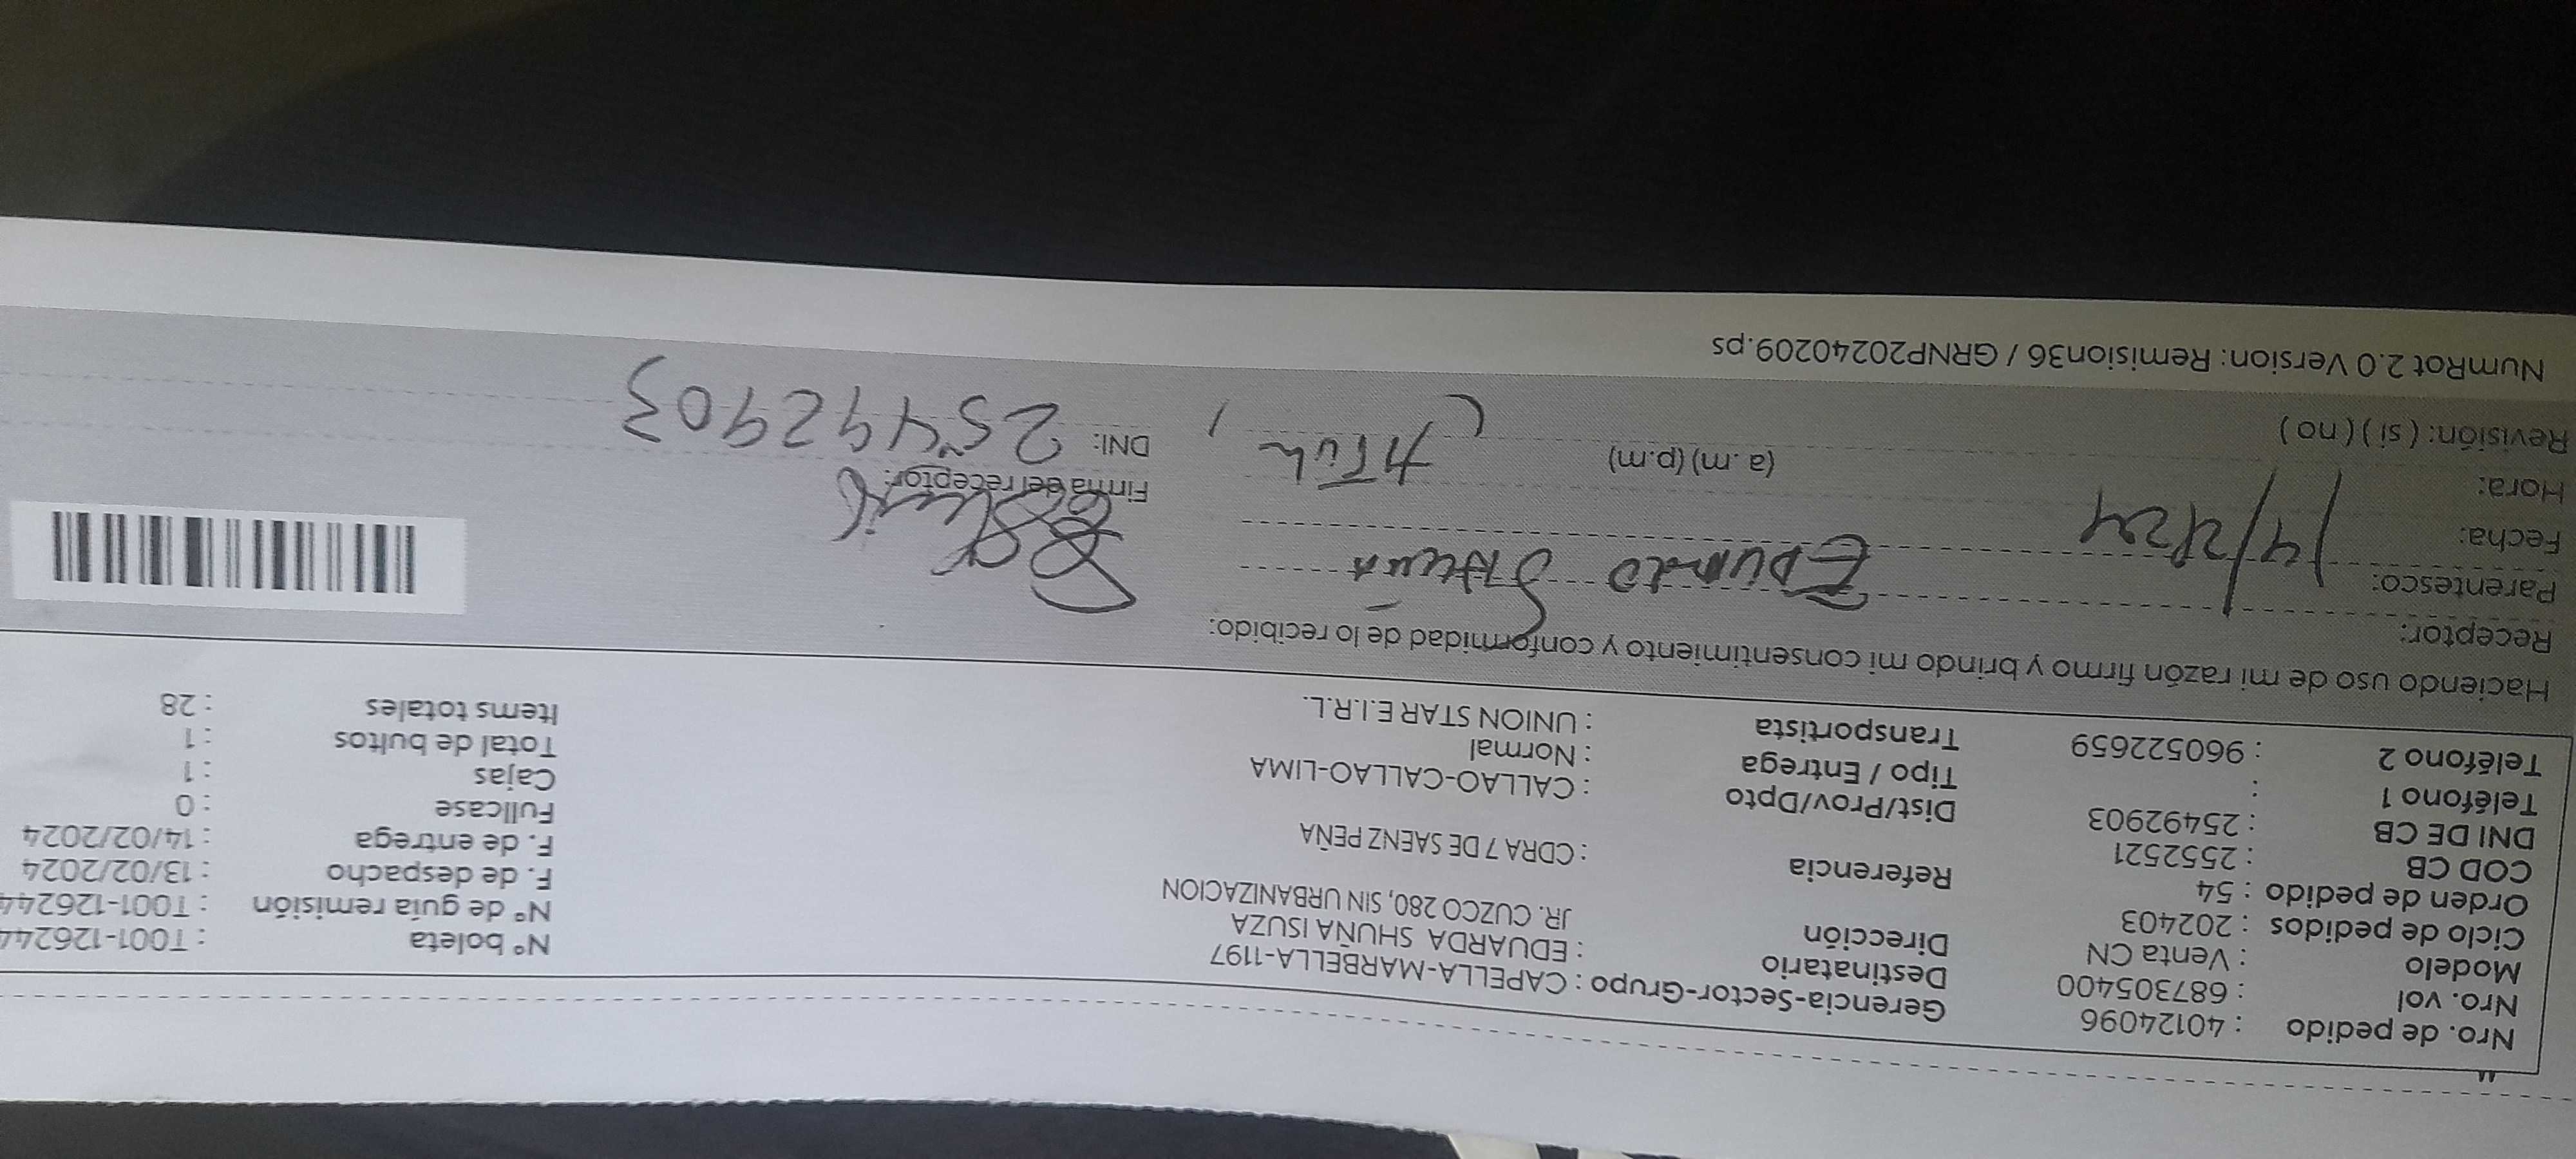 Nro. de pedido : 40124096
Nro. vol : 687305400
Modelo : Venta CN
Ciclo de pedidos : 202403
Orden de pedido : 54
COD CB : 2552521
DNI DE CB : 25492903
Teléfono 1 :
Teléfono 2 : 960522659
Gerencia-Sector-Grupo : CAPELLA-MARBELLA-1197
Destinatario : EDUARDA SHUÑA ISUZA
Dirección JR. CUZCO 280, SIN URBANIZACION
Referencia : CDRA 7 DE SAENZ PEÑA
Dist/Prov/Dpto : CALLAO-CALLAO-LIMA
Tipo / Entrega : Normal
Transportista : UNION STAR E.I.R.L.
N° boleta : T001-126244
N° de guía remisión : T001-126244
F. de despacho : 13/02/2024
F. de entrega : 14/02/2024
Fullcase : 0
Cajas : 1
Total de bultos : 1
Items totales : 28
Haciendo uso de mi razón firmo y brindo mi consentimiento y conformidad de lo recibido:
Receptor:
Parentesco:
Fecha: 14/2/24
Hora: (a.m) (p.m)
Revisión: ( si ) ( no )
Firma del receptor:
DNI: 25492903
NumRot 2.0 Version: Remision36 / GRNP20240209.ps